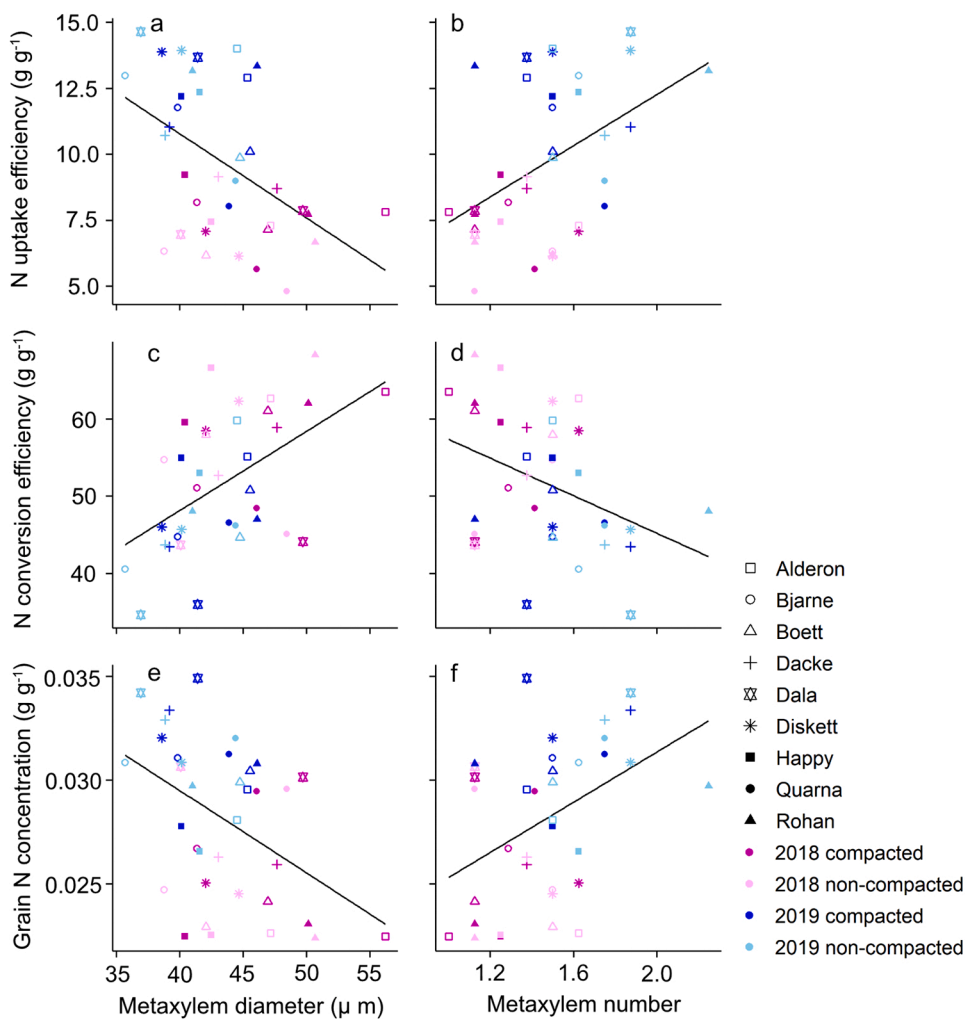 a
b
N uptake efficiency (g g⁻¹)
15.0
12.5
10.0
7.5
5.0
c
d
N conversion efficiency (g g⁻¹)
60
50
40
e
f
Grain N concentration (g g⁻¹)
0.035
0.030
0.025
35 40 45 50 55
1.2 1.6 2.0
Metaxylem diameter (μ m)
Metaxylem number
Alderon
Bjarne
Boett
Dacke
Dala
Diskett
Happy
Quarna
Rohan
2018 compacted
2018 non-compacted
2019 compacted
2019 non-compacted